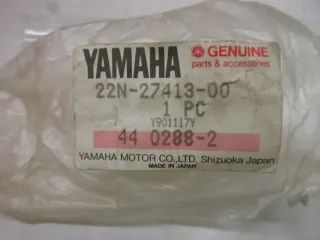 YAMAHA GENUINE
parts & accessories
22N-27413-00
1 PC
Y901117Y
44 0288-2
YAMAHA MOTOR CO.,LTD. Shizuoka Japan
MADE IN JAPAN